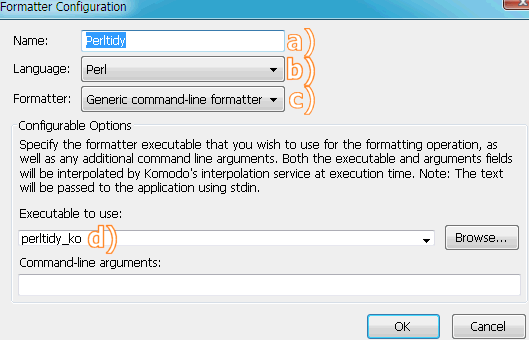 Formatter Configuration
Name: Perltidy a)
Language: Perl b)
Formatter: Generic command-line formatter c)
Configurable Options
Specify the formatter executable that you wish to use for the formatting operation, as
well as any additional command line arguments. Both the executable and arguments fields
will be interpolated by Komodo's interpolation service at execution time. Note: The text
will be passed to the application using stdin.
Executable to use:
perltidy_ko d) Browse...
Command-line arguments:
OK Cancel